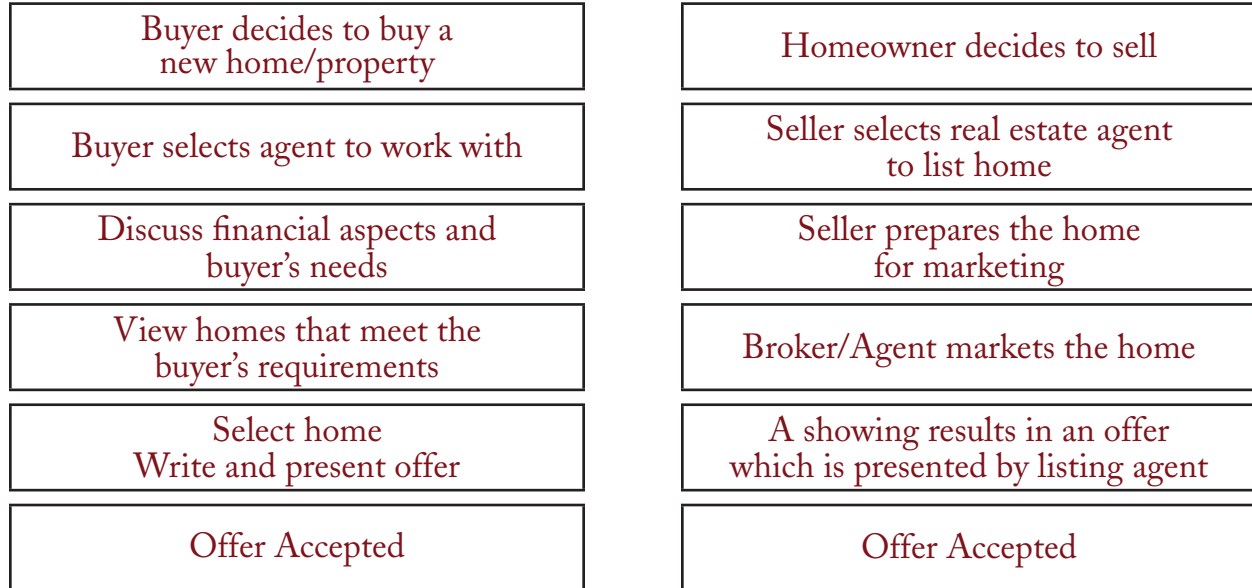 Buyer decides to buy a
new home/property
Homeowner decides to sell
Buyer selects agent to work with
Seller selects real estate agent
to list home
Discuss financial aspects and
buyer’s needs
Seller prepares the home
for marketing
View homes that meet the
buyer’s requirements
Broker/Agent markets the home
Select home
Write and present offer
A showing results in an offer
which is presented by listing agent
Offer Accepted
Offer Accepted